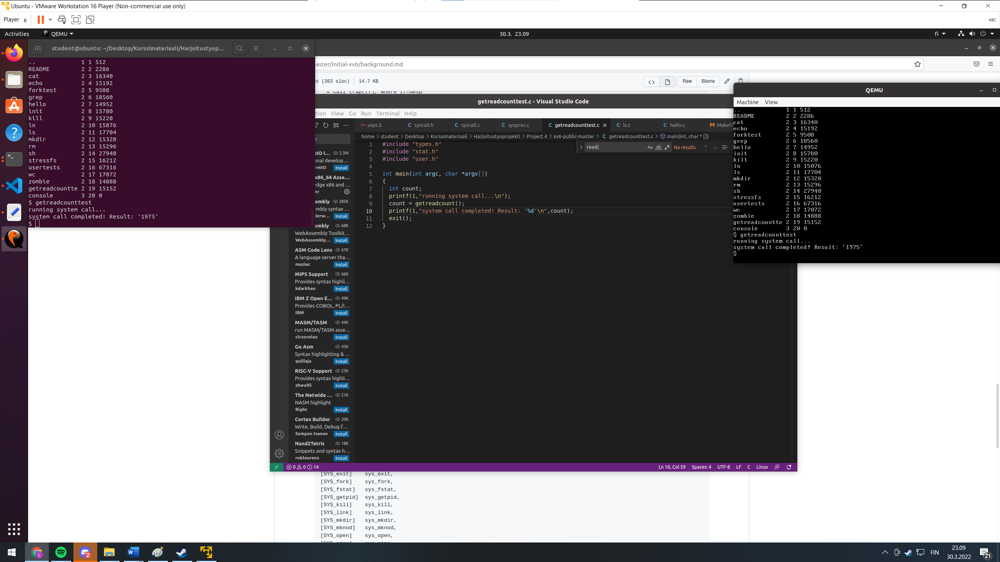 Ubuntu - VMware Workstation 16 Player (Non-commercial use only)
Player 6
Activities QEMU 30.3. 23.09 fi
student@ubuntu: ~/Desktop/Kurssimateriaali/Harjoitustyop...
.. 1 1 512
README 2 2 2286
cat 2 3 16340
echo 2 4 15192
forktest 2 5 9508
grep 2 6 18560
hello 2 7 14952
init 2 8 15780
kill 2 9 15220
ln 2 10 15076
ls 2 11 17704
mkdir 2 12 15320
rm 2 13 15296
sh 2 14 27940
stressfs 2 15 16212
usertests 2 16 67316
wc 2 17 17072
zombie 2 18 14888
getreadcountte 2 19 15152
console 3 20 0
$ getreadcounttest
running system call...
system call completed! Result: '1975'
$
aster/initial-xv6/background.md
es (363 sloc) 14.7 KB
Raw Blame
# Call trap(tf), where tf=%esp
getreadcounttest.c - Visual Studio Code
tion View Go Run Terminal Help
usys.S syscall.h syscall.c sysproc.c getreadcounttest.c ls.c hello.c Makefi
home > student > Desktop > Kurssimateriaali > Harjoitustyoprojekti > Project 4 > xv6-public-master > getreadcounttest.c > main(int, char * [])
read( Aa ab .* No results
1 #include "types.h"
2 #include "stat.h"
3 #include "user.h"
4
5 int main(int argc, char *argv[])
6 {
7 int count;
8 printf(1,"running system call...\n");
9 count = getreadcount();
10 printf(1,"system call completed! Result: '%d'\n",count);
11 exit();
12 }
nIO I... 2.3M
onal develop...
rmIO Install
x86_64 Asse...
edge x86 and ...
er
embly 285K
embly syntax ...
derw... Install
embly 68K
WebAssembly Toolkit...
WebAssembly... Install
ASM Code Lens 67K
A language server tha...
maziac Install
MIPS Support 66K
Provides syntax highli...
kdarkhan Install
IBM Z Open E... 49K
Provides COBOL, PL/I...
IBM Install
MASM/TASM 44K
run MASM/TASM asse...
clcxsrolau Install
Go Asm 43K
Syntax highlighting & ...
quillaja Install
RISC-V Support 23K
Provides syntax highli...
zhwu95 Install
The Netwide ... 21K
NASM highlight
Right Install
Cortex Builder 20K
Write, Build, Debug f...
Semyon Ivanov Install
Nand2Tetris 18K
Snippets and syntax h...
roblourens Install
0 0 14 Ln 10, Col 59 Spaces: 4 UTF-8 LF C Linux
QEMU
Machine View
.. 1 1 512
README 2 2 2286
cat 2 3 16340
echo 2 4 15192
forktest 2 5 9508
grep 2 6 18560
hello 2 7 14952
init 2 8 15780
kill 2 9 15220
ln 2 10 15076
ls 2 11 17704
mkdir 2 12 15320
rm 2 13 15296
sh 2 14 27940
stressfs 2 15 16212
usertests 2 16 67316
wc 2 17 17072
zombie 2 18 14888
getreadcountte 2 19 15152
console 3 20 0
$ getreadcounttest
running system call...
system call completed! Result: '1975'
$
[SYS_exit] sys_exit,
[SYS_fork] sys_fork,
[SYS_fstat] sys_fstat,
[SYS_getpid] sys_getpid,
[SYS_kill] sys_kill,
[SYS_link] sys_link,
[SYS_mkdir] sys_mkdir,
[SYS_mknod] sys_mknod,
[SYS_open] sys_open,
L 2 FIN 23.09
30.3.2022 21